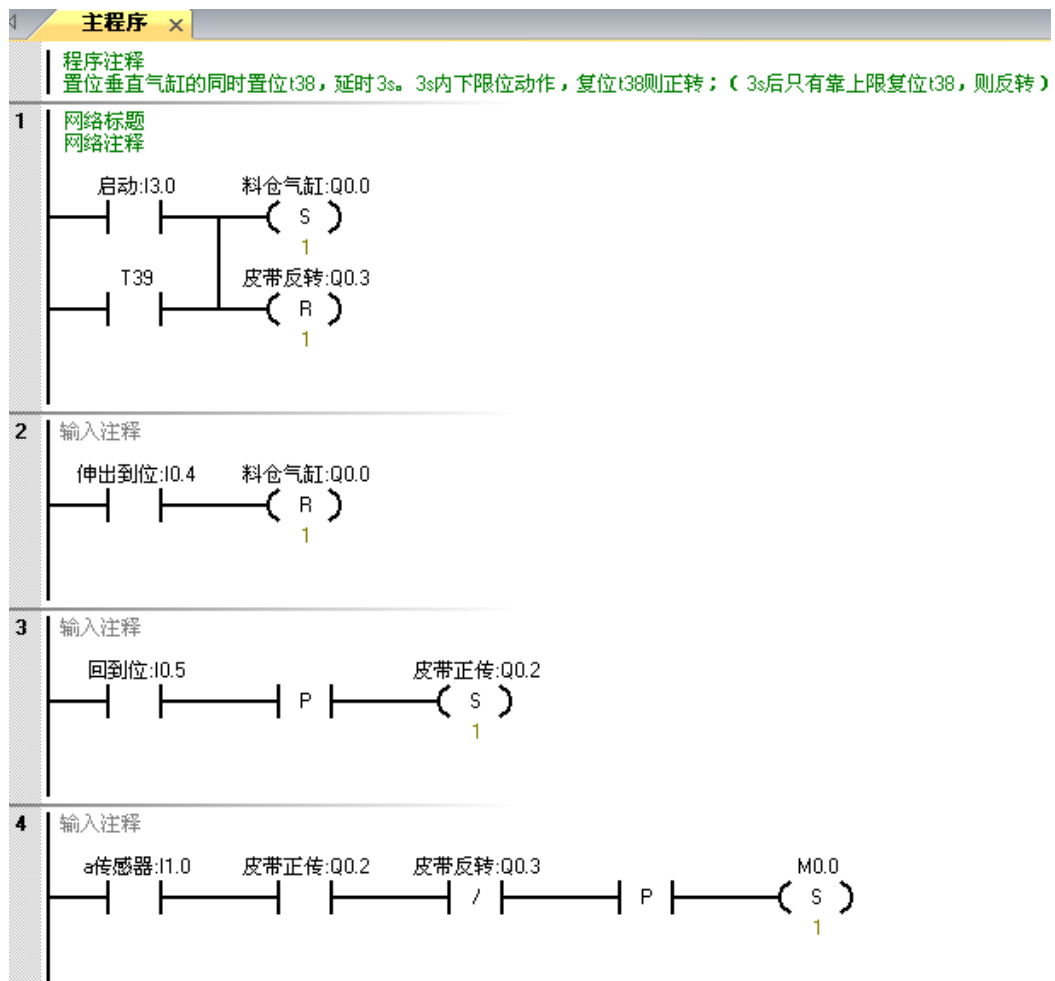 主程序
程序注释
置位垂直气缸的同时置位t38，延时3s。3s内下限位动作，复位t38则正转；（3s后只有靠上限复位t38，则反转）
1 网络标题
网络注释
启动:I3.0 料仓气缸:Q0.0
S
1
T39 皮带反转:Q0.3
R
1
2 输入注释
伸出到位:I0.4 料仓气缸:Q0.0
R
1
3 输入注释
回到位:I0.5 皮带正传:Q0.2
P S
1
4 输入注释
a传感器:I1.0 皮带正传:Q0.2 皮带反转:Q0.3 M0.0
/ P S
1